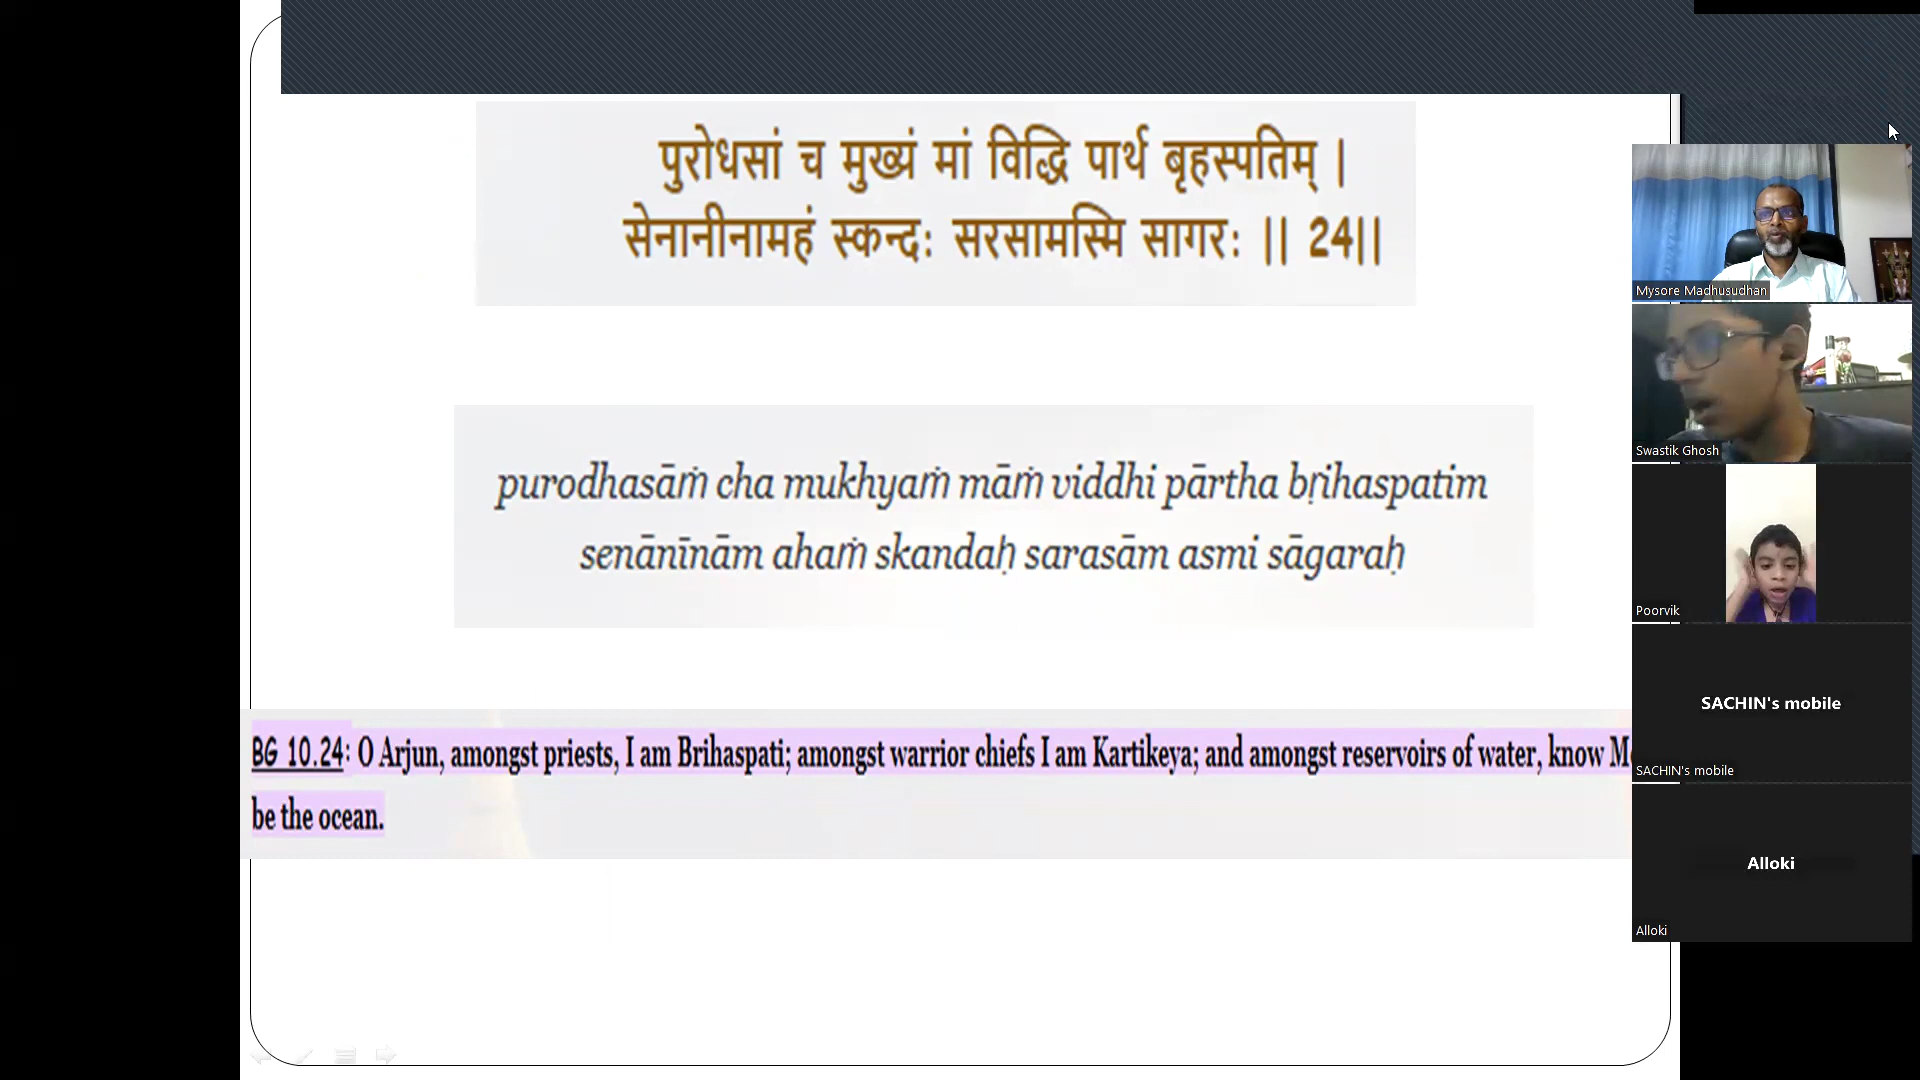 पुरोधसां च मुख्यं मां विद्धि पार्थ बृहस्पतिम् |
सेनानीनामहं स्कन्दः सरसामस्मि सागरः || 24||
purodhasāṁ cha mukhyaṁ māṁ viddhi pārtha bṛihaspatim
senānīnām ahaṁ skandaḥ sarasām asmi sāgaraḥ
BG 10.24: O Arjun, amongst priests, I am Brihaspati; amongst warrior chiefs I am Kartikeya; and amongst reservoirs of water, know
be the ocean.
Mysore Madhusudhan
Swastik Ghosh
Poorvik
SACHIN's mobile
SACHIN's mobile
Alloki
Alloki